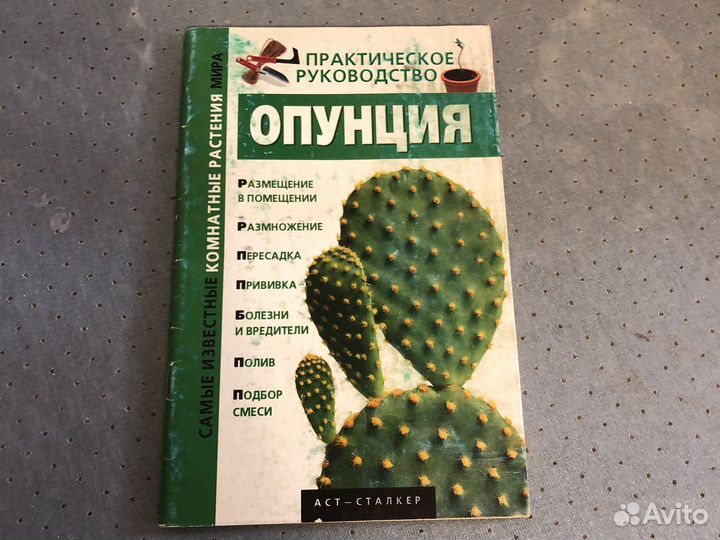 САМЫЕ ИЗВЕСТНЫЕ КОМНАТНЫЕ РАСТЕНИЯ МИРА
ПРАКТИЧЕСКОЕ
РУКОВОДСТВО
ОПУНЦИЯ
РАЗМЕЩЕНИЕ
В ПОМЕЩЕНИИ
РАЗМНОЖЕНИЕ
ПЕРЕСАДКА
ПРИВИВКА
БОЛЕЗНИ
И ВРЕДИТЕЛИ
ПОЛИВ
ПОДБОР
СМЕСИ
АСТ – СТАЛКЕР
Avito